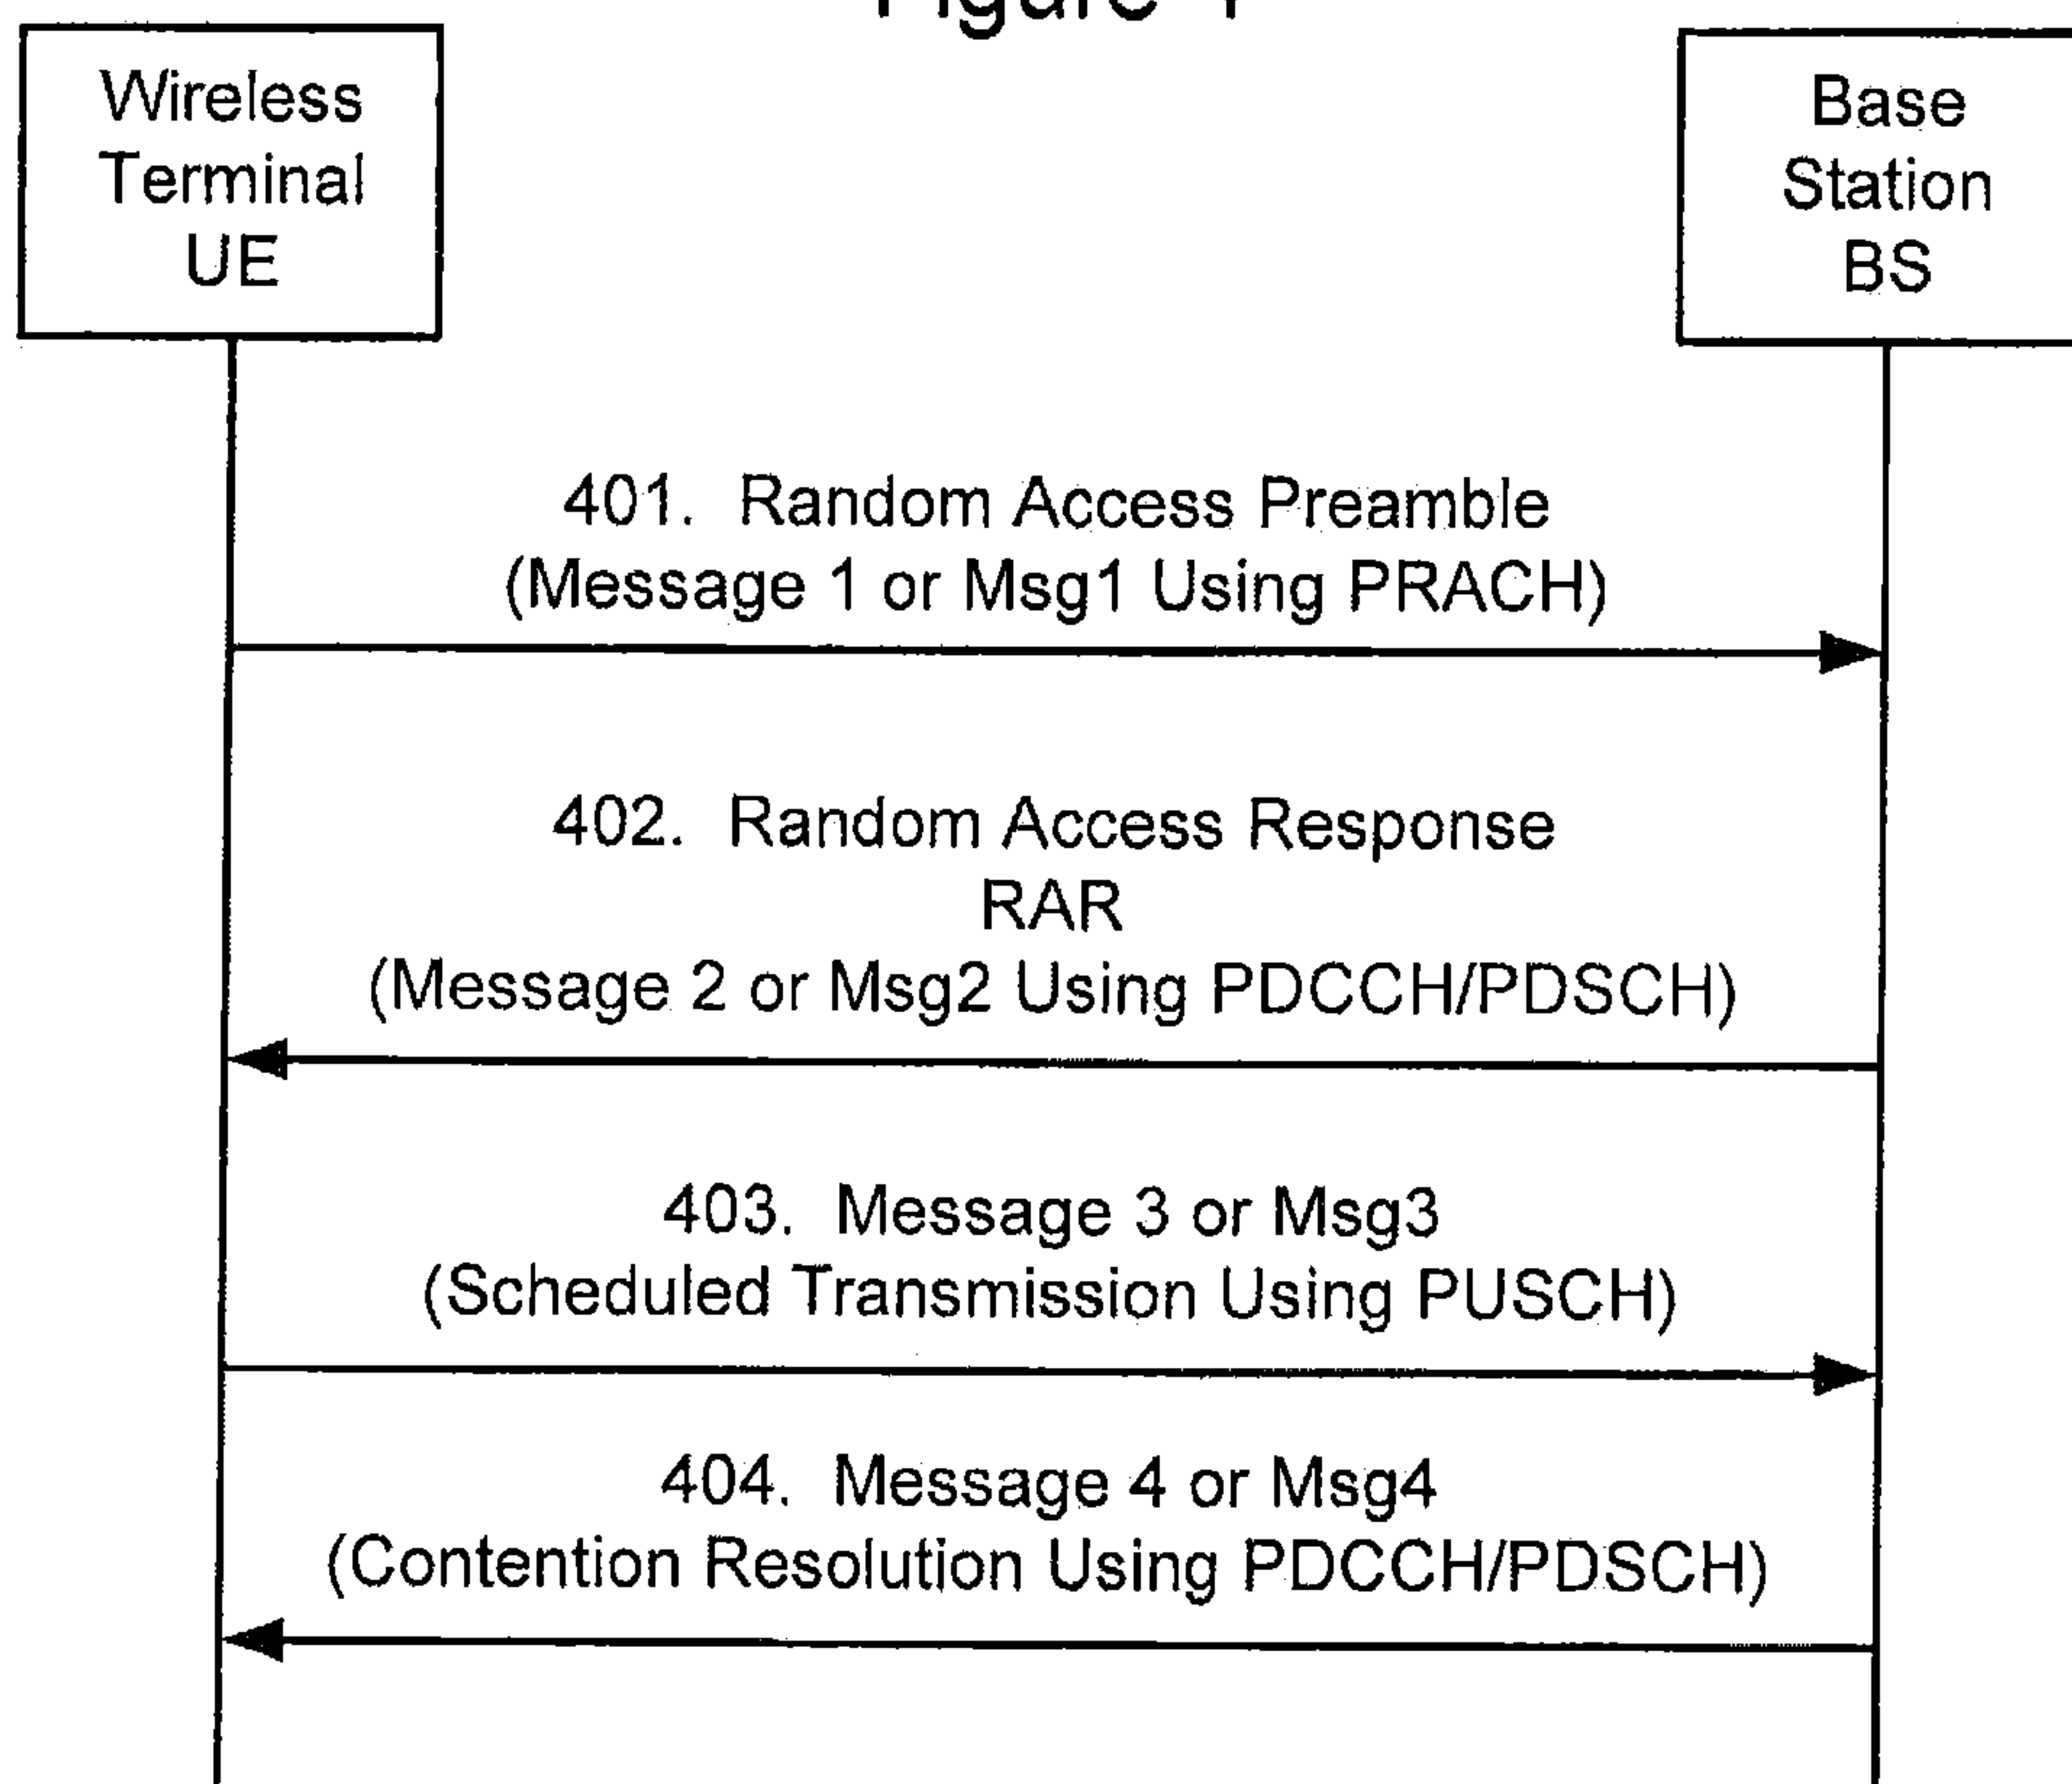 Figure 4
Wireless
Terminal
UE
Base
Station
BS
401. Random Access Preamble
(Message 1 or Msg1 Using PRACH)
402. Random Access Response
RAR
(Message 2 or Msg2 Using PDCCH/PDSCH)
403. Message 3 or Msg3
(Scheduled Transmission Using PUSCH)
404. Message 4 or Msg4
(Contention Resolution Using PDCCH/PDSCH)